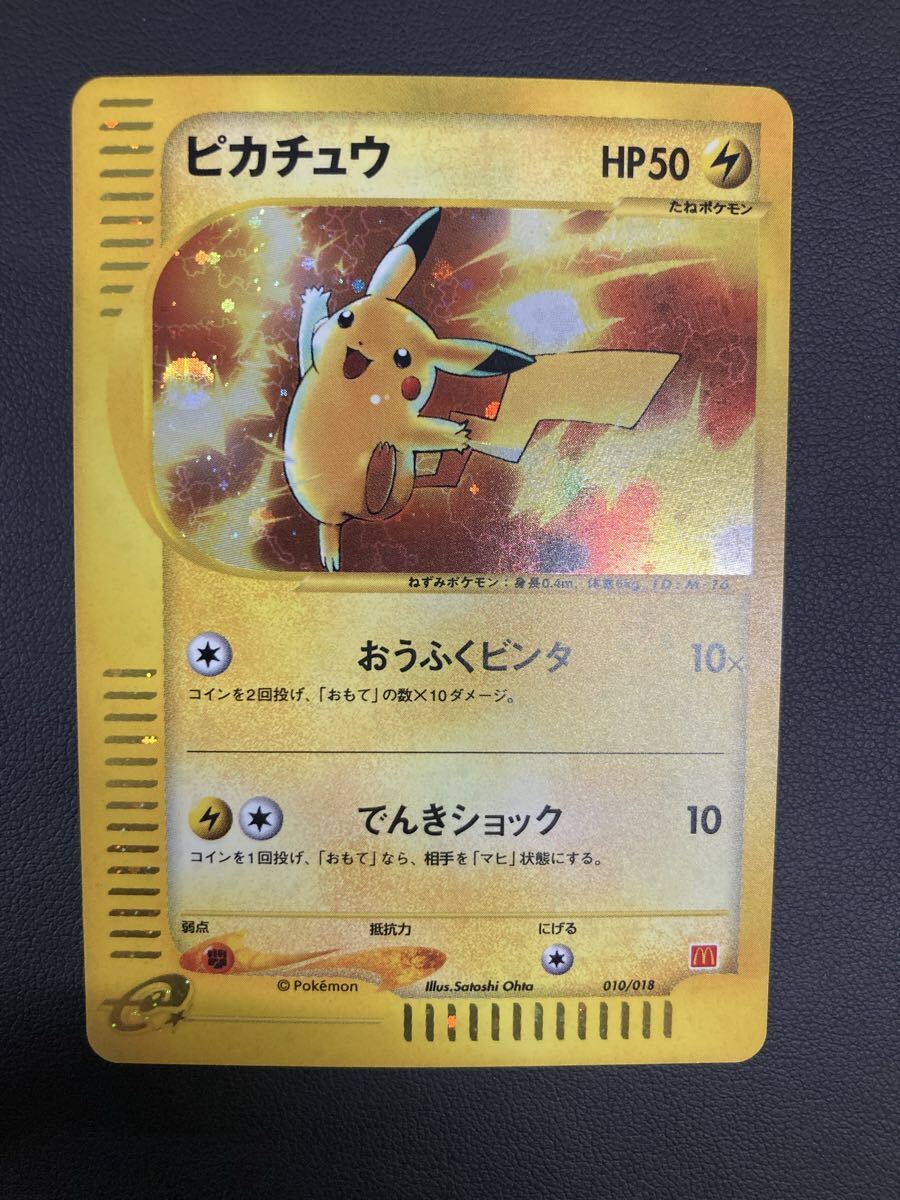 ピカチュウ
HP50
たねポケモン
ねずみポケモン：身長0.4m, 体重6kg, ID：M-16
おうふくビンタ 10×
コインを2回投げ、「おもて」の数×10ダメージ。
でんきショック 10
コインを1回投げ、「おもて」なら、相手を「マヒ」状態にする。
弱点 抵抗力 にげる
© Pokémon Illus.Satoshi Ohta 010/018